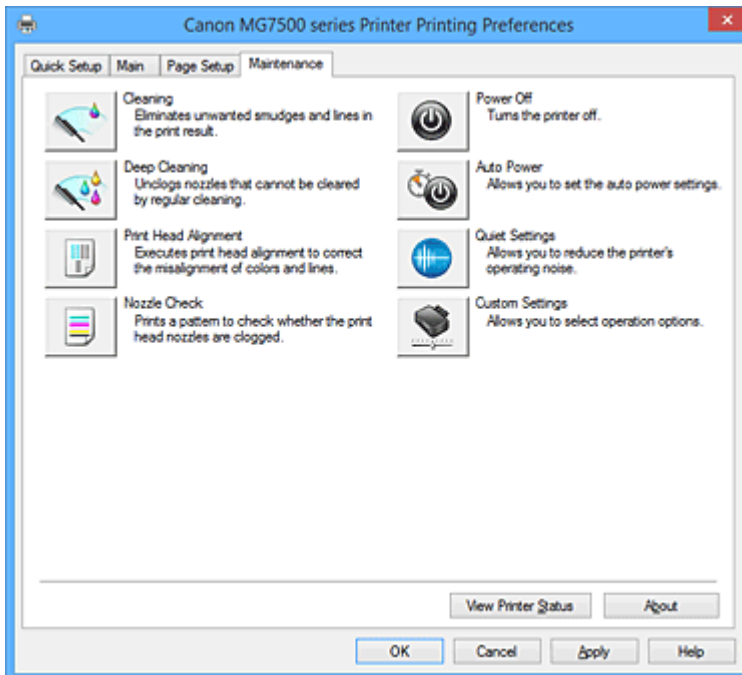 Canon MG7500 series Printer Printing Preferences
Quick Setup
Main
Page Setup
Maintenance
Cleaning
Eliminates unwanted smudges and lines in
the print result.
Deep Cleaning
Unclogs nozzles that cannot be cleared
by regular cleaning.
Print Head Alignment
Executes print head alignment to correct
the misalignment of colors and lines.
Nozzle Check
Prints a pattern to check whether the print
head nozzles are clogged.
Power Off
Turns the printer off.
Auto Power
Allows you to set the auto power settings.
Quiet Settings
Allows you to reduce the printer's
operating noise.
Custom Settings
Allows you to select operation options.
View Printer Status
About
OK
Cancel
Apply
Help